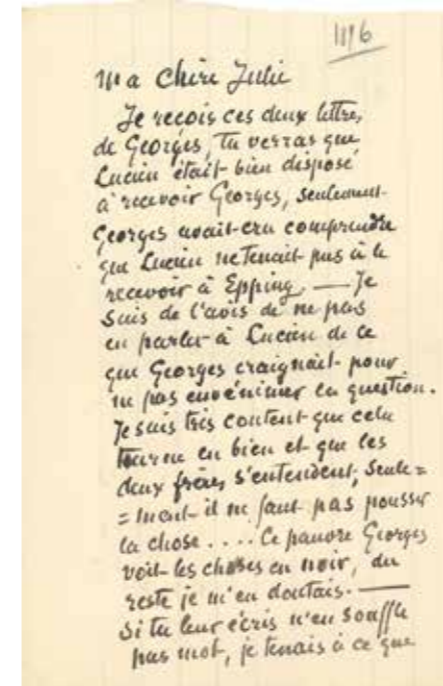 1116
Ma chère Julie
Je reçois ces deux lettre,
de Georges, Tu verras que
Lucien était bien disposé
à recevoir Georges, seulement
Georges avait cru comprendre
que Lucien ne tenait pas à le
recevoir à Epping. — Je
suis de l'avis de ne pas
en parler à Lucien de ce
que Georges craignait pour
ne pas envénimer la question.
Je suis très content que cela
tourne en bien et que les
deux frères s'entendent, seule=
=ment il ne faut pas pousser
la chose.... Ce pauvre Georges
voit les choses en noir, du
reste je m'en doutais. —
Si tu leur écris n'en souffle
pas mot, je tenais à ce que